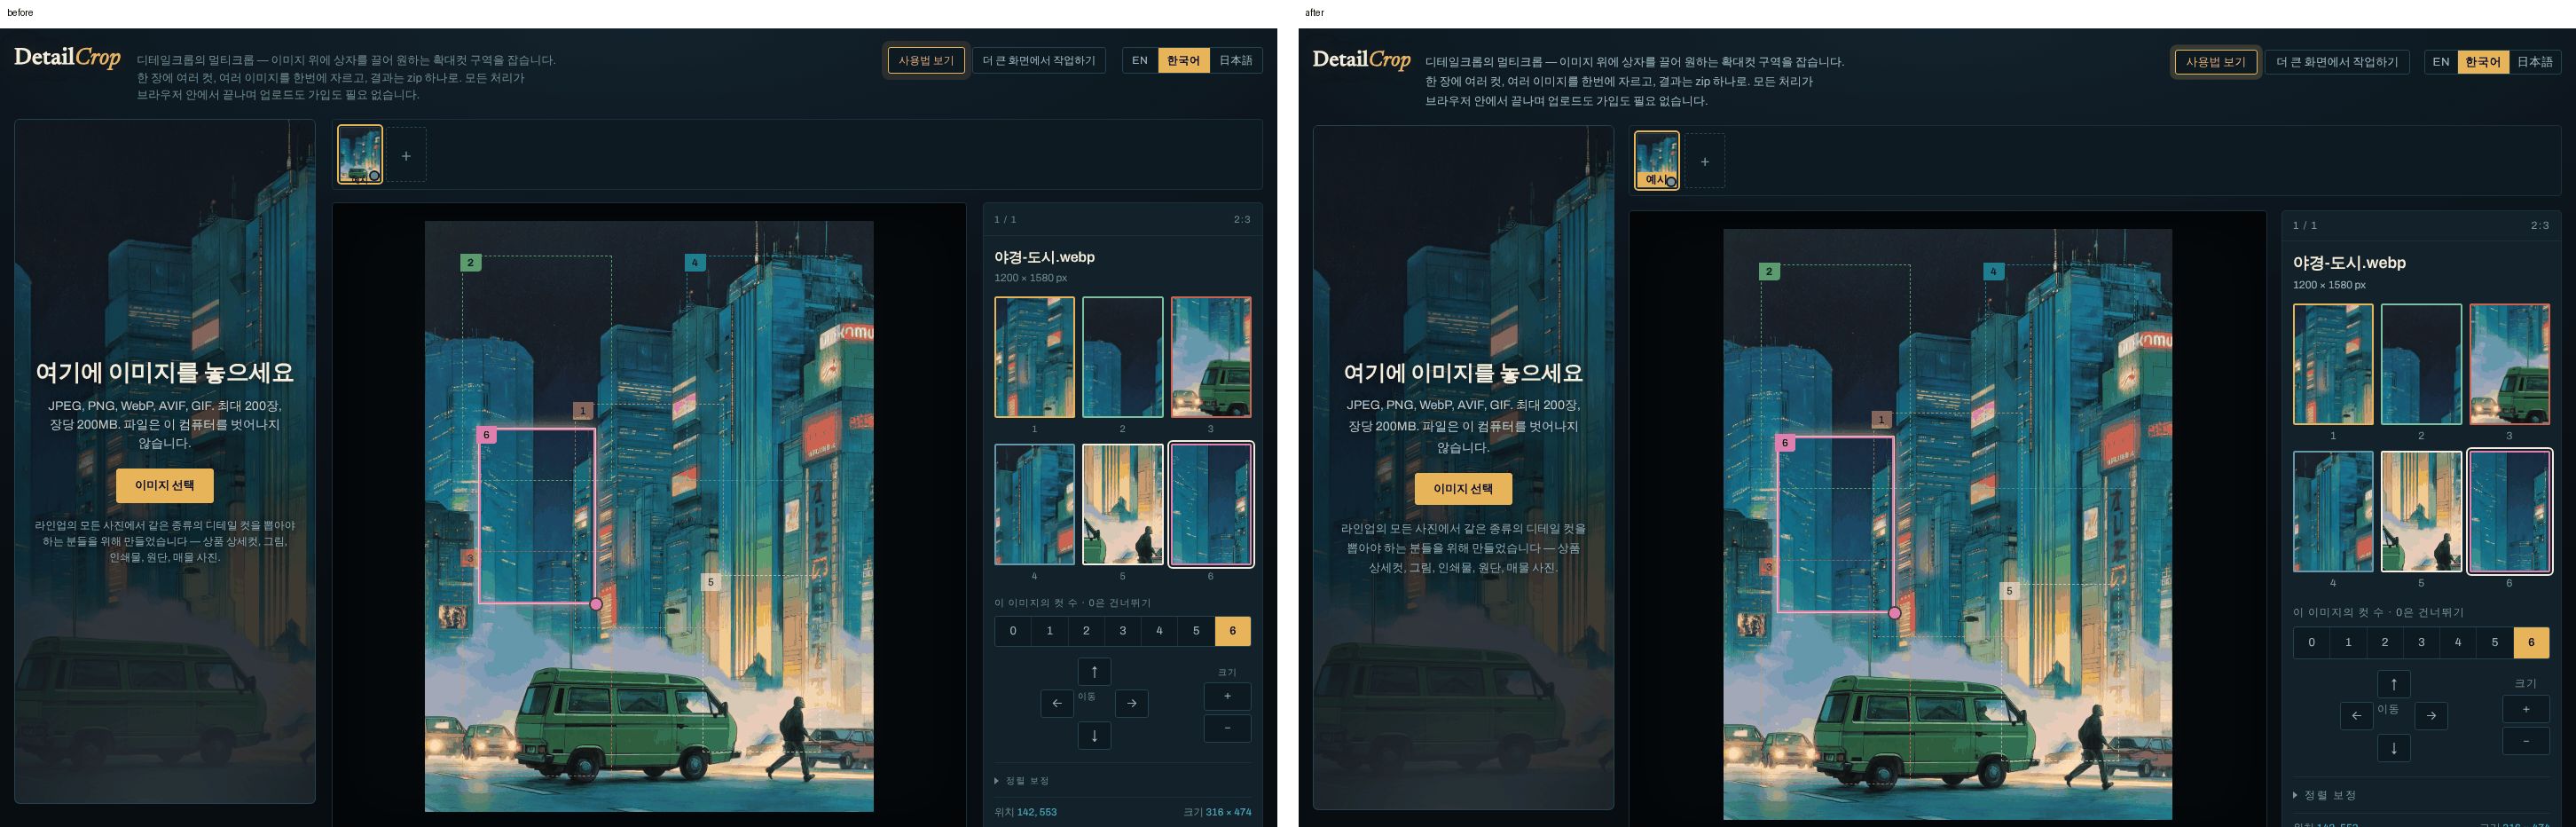 before
DetailCrop
디테일크롭의 멀티크롭 — 이미지 위에 상자를 끌어 원하는 확대컷 구역을 잡습니다.
한 장에 여러 컷, 여러 이미지를 한번에 자르고, 결과는 zip 하나로. 모든 처리가
브라우저 안에서 끝나며 업로드도 가입도 필요 없습니다.
사용법 보기
더 큰 화면에서 작업하기
EN 한국어 日本語
+
여기에 이미지를 놓으세요
JPEG, PNG, WebP, AVIF, GIF. 최대 200장,
장당 200MB. 파일은 이 컴퓨터를 벗어나지
않습니다.
이미지 선택
라인업의 모든 사진에서 같은 종류의 디테일 컷을 뽑아야
하는 분들을 위해 만들었습니다 — 상품 상세컷, 그림,
인쇄물, 원단, 매물 사진.
2
4
1
6
3
5
1 / 1
2:3
야경-도시.webp
1200 × 1580 px
1 2 3
4 5 6
이 이미지의 컷 수 · 0은 건너뛰기
0 1 2 3 4 5 6
↑
← 이동 →
↓
크기
+
−
정렬 보정
위치 142, 553
크기 316 × 474
after
DetailCrop
디테일크롭의 멀티크롭 — 이미지 위에 상자를 끌어 원하는 확대컷 구역을 잡습니다.
한 장에 여러 컷, 여러 이미지를 한번에 자르고, 결과는 zip 하나로. 모든 처리가
브라우저 안에서 끝나며 업로드도 가입도 필요 없습니다.
사용법 보기
더 큰 화면에서 작업하기
EN 한국어 日本語
예시
+
여기에 이미지를 놓으세요
JPEG, PNG, WebP, AVIF, GIF. 최대 200장,
장당 200MB. 파일은 이 컴퓨터를 벗어나지
않습니다.
이미지 선택
라인업의 모든 사진에서 같은 종류의 디테일 컷을
뽑아야 하는 분들을 위해 만들었습니다 — 상품
상세컷, 그림, 인쇄물, 원단, 매물 사진.
2
4
1
6
3
5
1 / 1
2:3
야경-도시.webp
1200 × 1580 px
1 2 3
4 5 6
이 이미지의 컷 수 · 0은 건너뛰기
0 1 2 3 4 5 6
↑
← 이동 →
↓
크기
+
−
정렬 보정